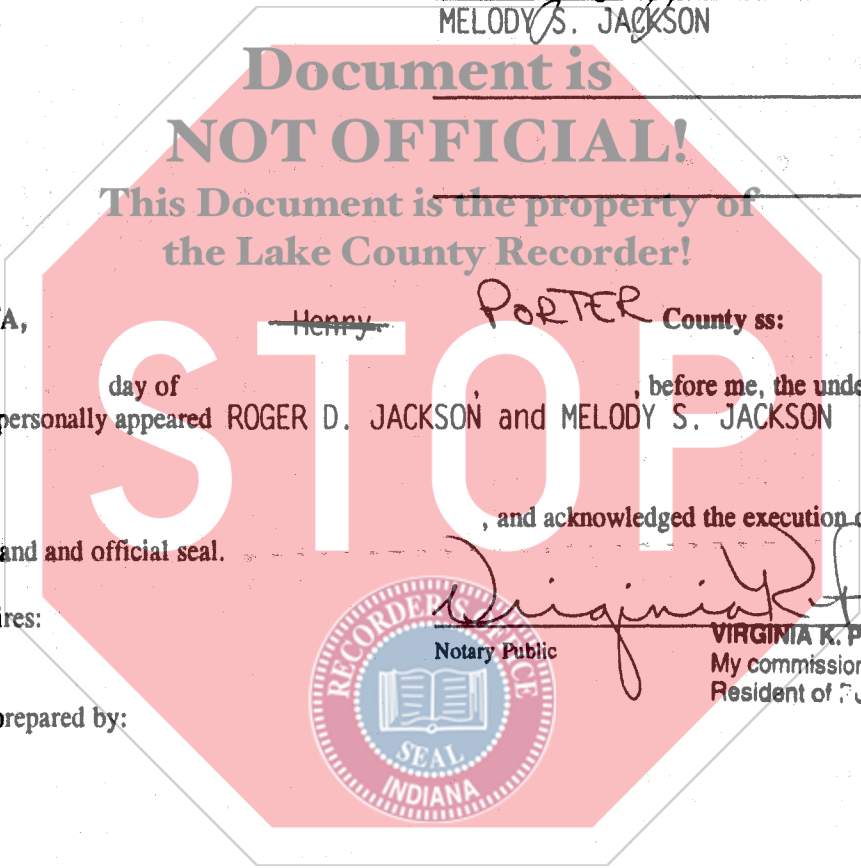 MELODY S. JACKSON
Document is
NOT OFFICIAL!
This Document is the property of
the Lake County Recorder!
A, Henry PORTER County ss:
day of , , before me, the unde
personally appeared ROGER D. JACKSON and MELODY S. JACKSON
STOP
, and acknowledged the execution o
and and official seal.
Virginia K. P
ires:
VIRGINIA K. P
Notary Public
My commission
Resident of
prepared by:
RECORDER'S OFFICE
SEAL
INDIANA